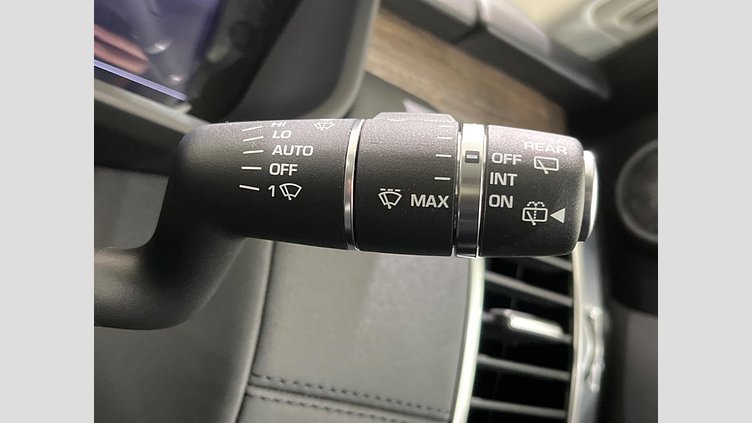 HI
LO
AUTO
OFF
1
MAX
REAR
OFF
INT
ON